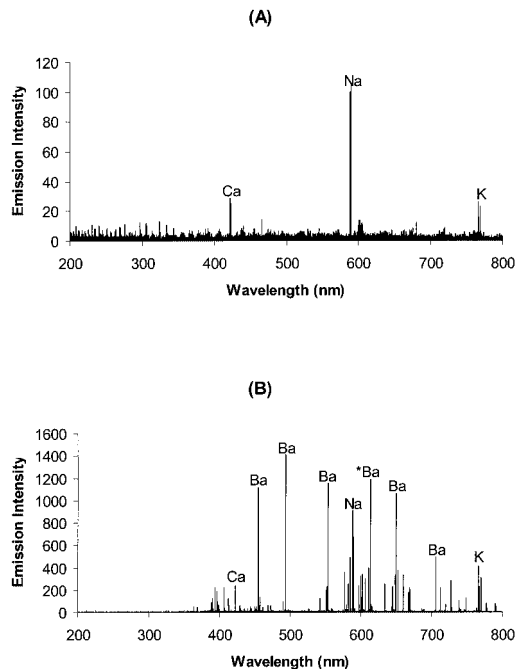 (A)
Emission Intensity
120
100
80
60
40
20
0
Na
Ca
K
200 300 400 500 600 700 800
Wavelength (nm)
(B)
Emission Intensity
1600
1400
1200
1000
800
600
400
200
0
Ba
Ba
Ba
*Ba
Ba
Na
Ba
K
Ca
200 300 400 500 600 700 800
Wavelength (nm)